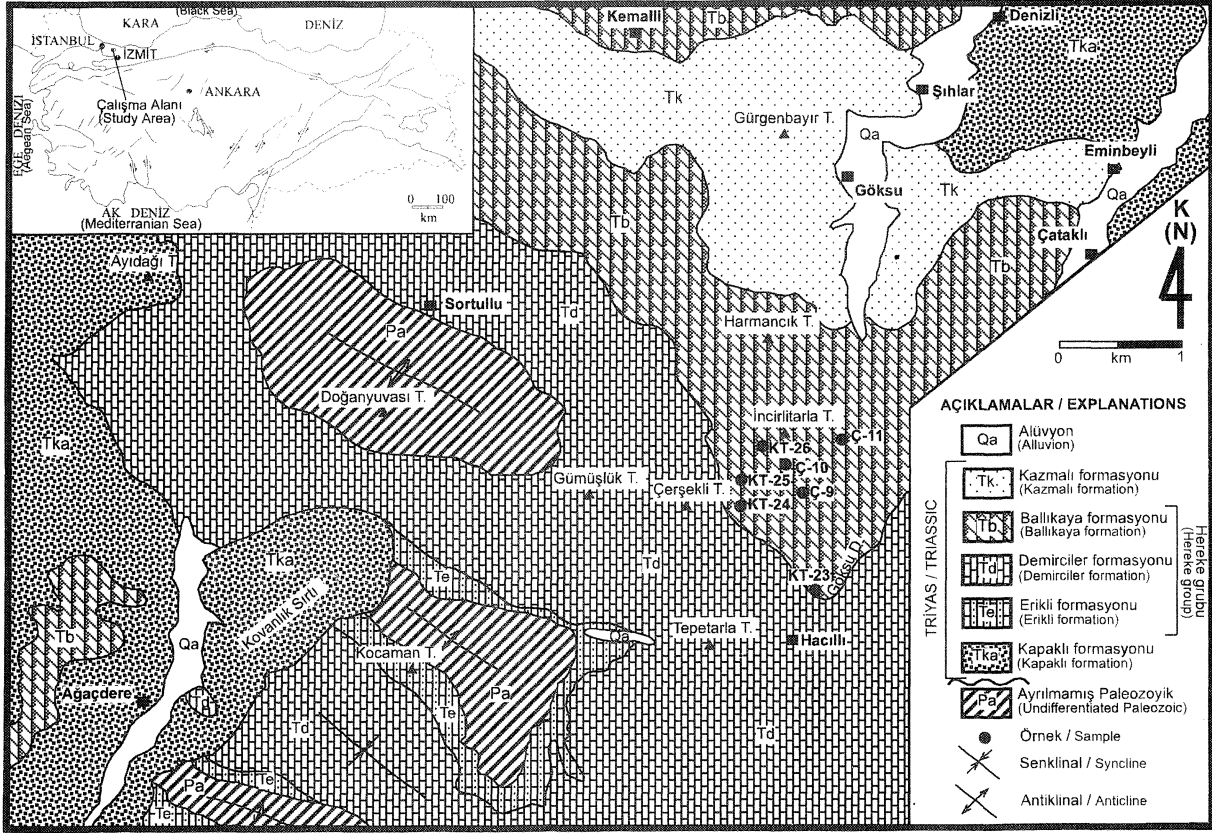 (Black Sea)
KARA DENİZ
İSTANBUL
İZMİT
ANKARA
Çalışma Alanı
(Study Area)
EGE DENİZİ
(Aegean Sea)
AK DENİZ
(Mediterranian Sea)
0 100
km
Kemalli
Tb
Denizli
Tka
Tk
Şıhlar
Gürgenbayır T.
Qa
Eminbeyli
Göksu
Tk
Qa
Çataklı
K
(N)
Tb
Tb
Ayıdağı T.
Sortullu
Td
Pa
Harmancık T.
0 km 1
Doğanyuvası T.
Tka
İncirlitarla T.
Ç-11
KT-26
Ç-10
Gümüşlük T.
Çerşekli T.
KT-25
Ç-9
KT-24
Tka
Te
Td
KT-23
Göksu D.
Kovanlık Sırtı
Tb
Qa
Qa
Tepetarla T.
Hacıllı
Kocaman T.
Ağaçdere
Td
Pa
Te
Td
Te
Td
Te
Pa
Te
AÇIKLAMALAR / EXPLANATIONS
Qa Alüvyon
(Alluvion)
TRİYAS / TRIASSIC
Tk Kazmalı formasyonu
(Kazmalı formation)
Tb Ballıkaya formasyonu
(Ballıkaya formation)
Td Demirciler formasyonu
(Demirciler formation)
Te Erikli formasyonu
(Erikli formation)
Hereke grubu
(Hereke group)
Tka Kapaklı formasyonu
(Kapaklı formation)
Pa Ayrılmamış Paleozoyik
(Undifferentiated Paleozoic)
Örnek / Sample
Senklinal / Syncline
Antiklinal / Anticline